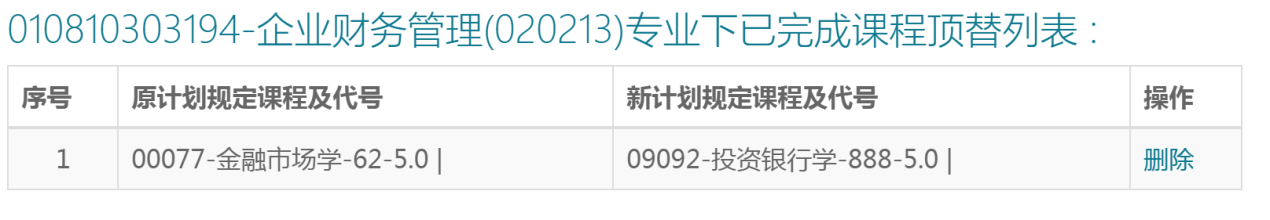 010810303194-企业财务管理(020213)专业下已完成课程顶替列表：
序号 原计划规定课程及代号 新计划规定课程及代号 操作
1 00077-金融市场学-62-5.0 | 09092-投资银行学-888-5.0 | 删除